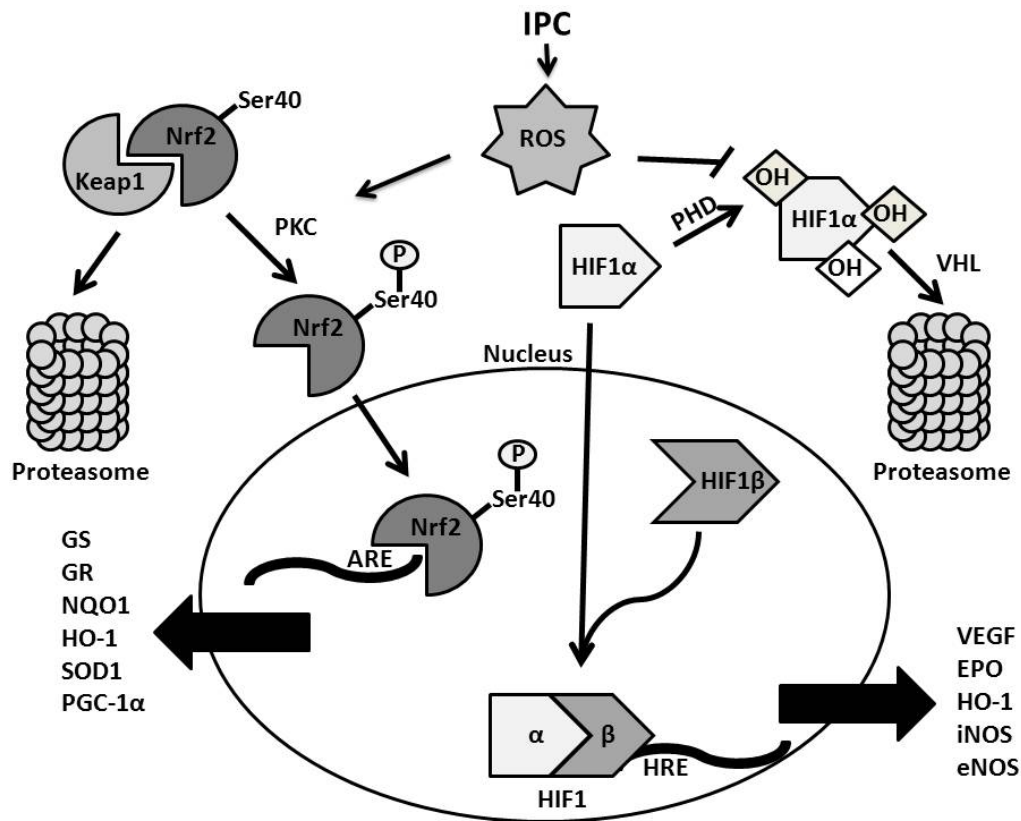 IPC
ROS
Ser40
Nrf2
Keap1
PKC
P
Ser40
Nrf2
HIF1α
PHD
OH
HIF1α
OH
OH
VHL
Proteasome
Proteasome
Nucleus
P
Ser40
Nrf2
ARE
HIF1β
GS
GR
NQO1
HO-1
SOD1
PGC-1α
α
β
HRE
HIF1
VEGF
EPO
HO-1
iNOS
eNOS